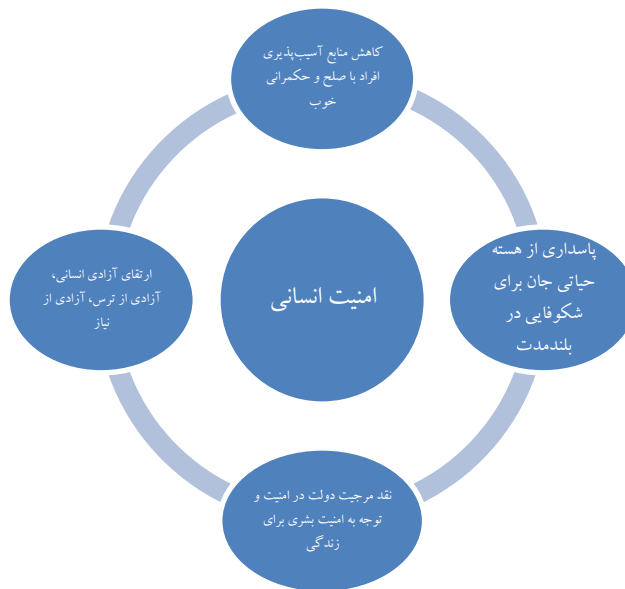 کاهش منابع آسیب‌پذیری
افراد با صلح و حکمرانی
خوب
پاسداری از هسته
حیاتی جان برای
شکوفایی در
بلندمدت
امنیت انسانی
ارتقای آزادی انسانی،
آزادی از ترس، آزادی از
نیاز
نقد مرجیت دولت در امنیت و
توجه به امنیت بشری برای
زندگی